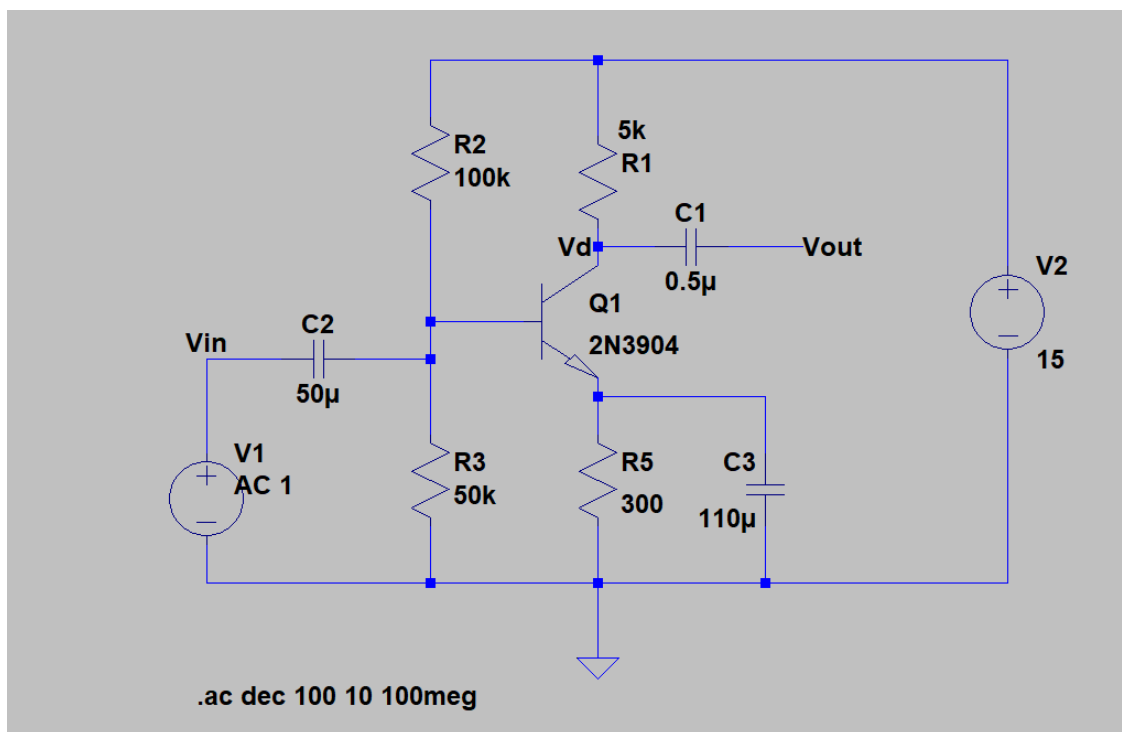 5k
R2
R1
100k
C1
Vd
Vout
0.5µ
V2
Q1
C2
Vin
2N3904
15
50µ
V1
R3
R5
C3
AC 1
50k
300
110µ
.ac dec 100 10 100meg